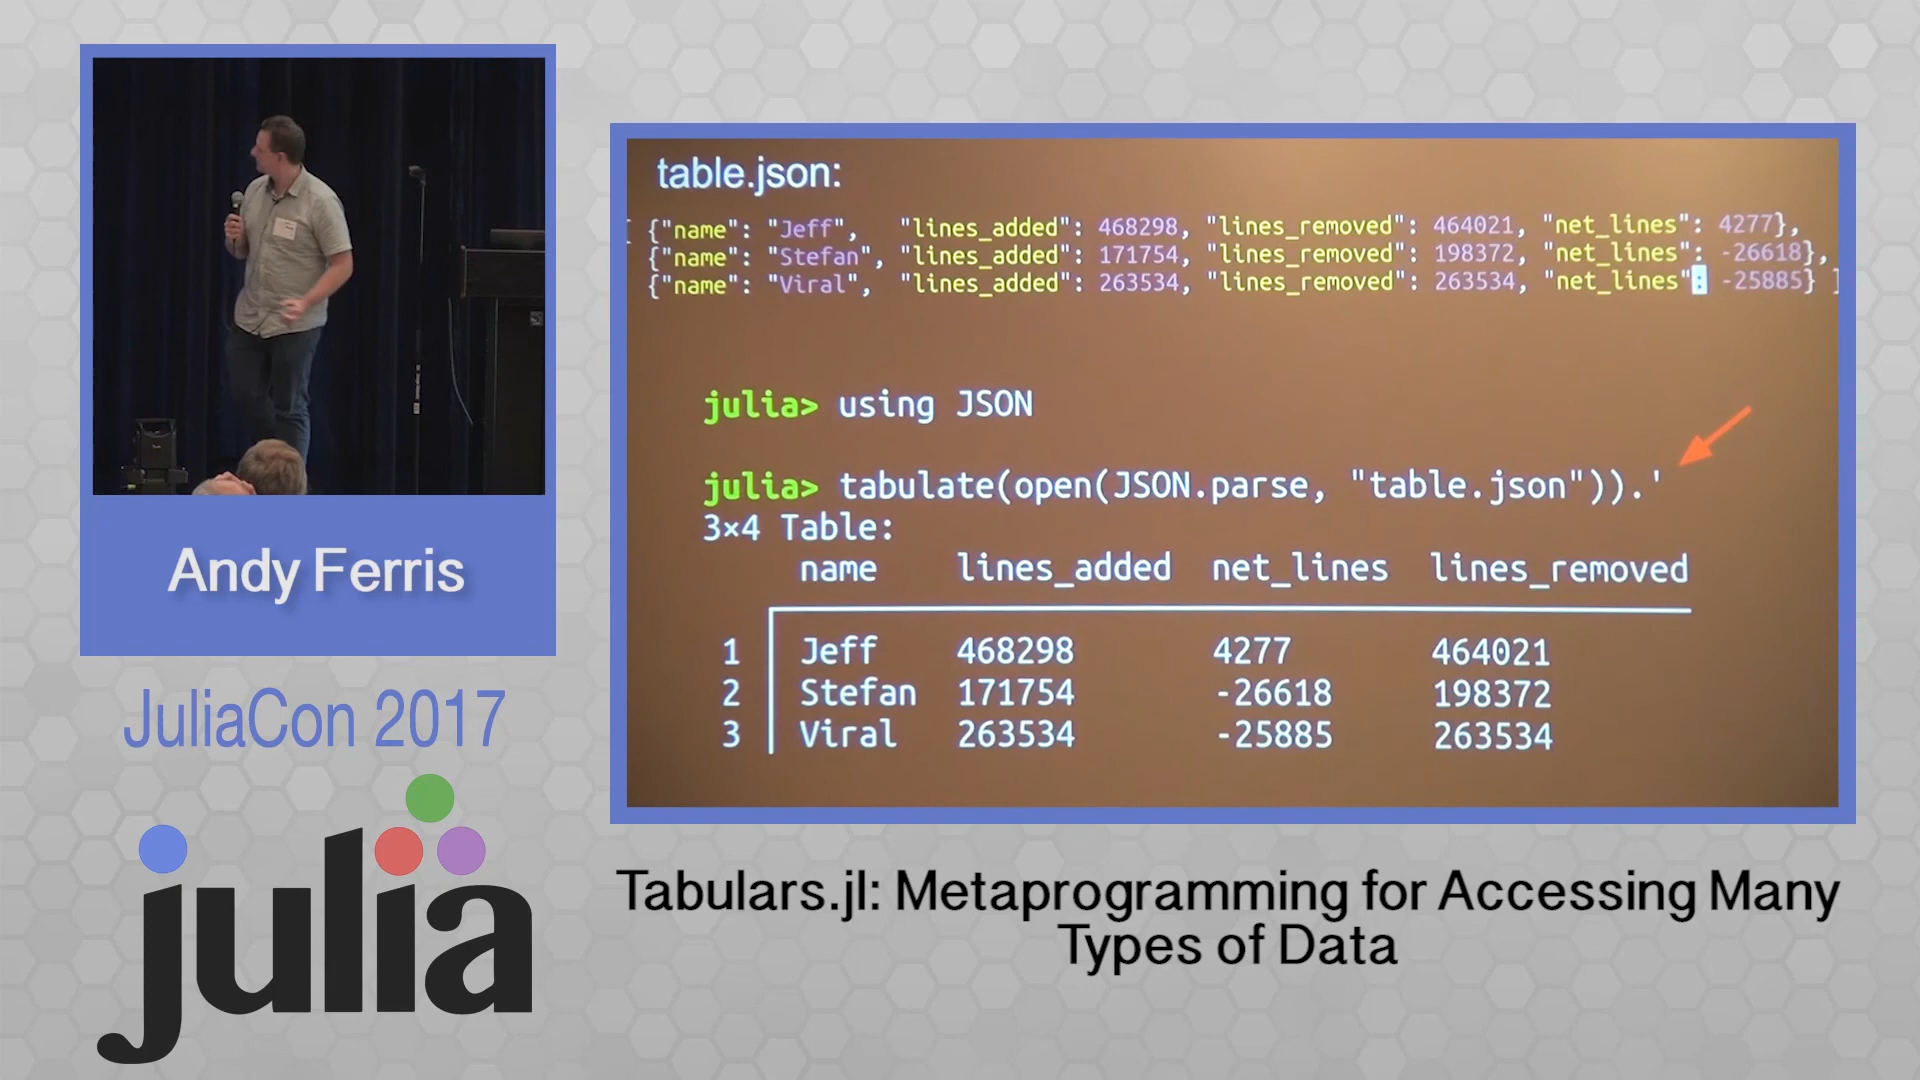 table.json:
[ {"name": "Jeff", "lines_added": 468298, "lines_removed": 464021, "net_lines": 4277},
{"name": "Stefan", "lines_added": 171754, "lines_removed": 198372, "net_lines": -26618},
{"name": "Viral", "lines_added": 263534, "lines_removed": 263534, "net_lines": -25885} ]
julia> using JSON
julia> tabulate(open(JSON.parse, "table.json")).'
3×4 Table:
name lines_added net_lines lines_removed
1 Jeff 468298 4277 464021
2 Stefan 171754 -26618 198372
3 Viral 263534 -25885 263534
Andy Ferris
JuliaCon 2017
julia
Tabulars.jl: Metaprogramming for Accessing Many
Types of Data